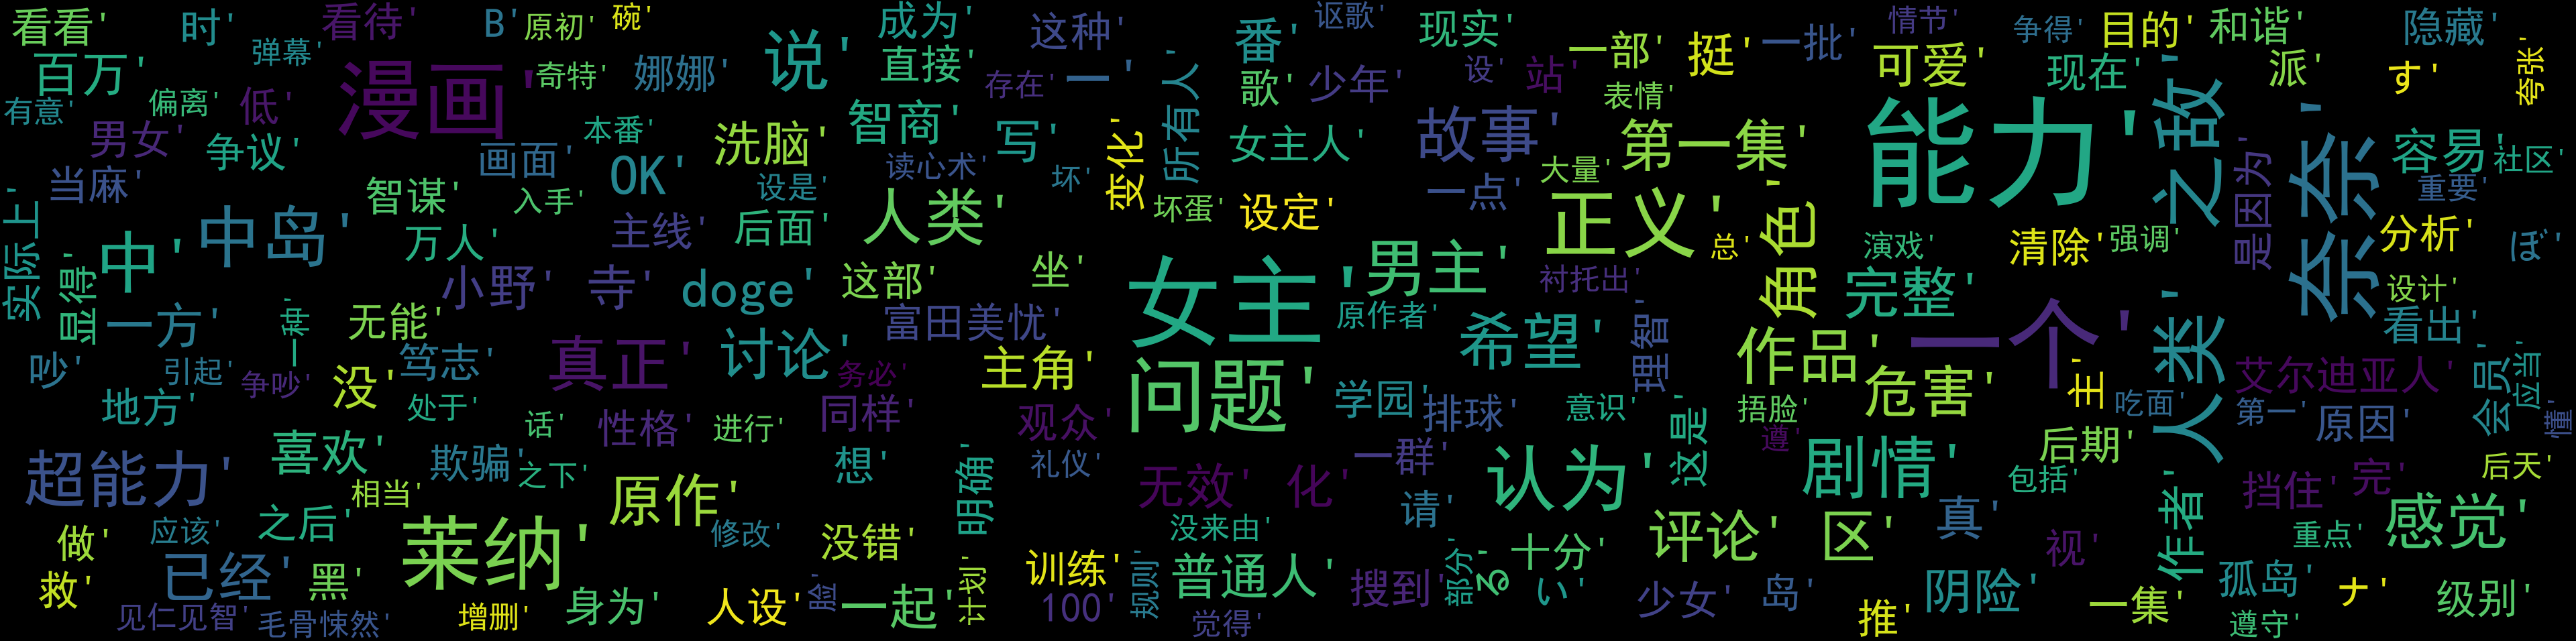 看看'
时'
看待'
B'
原初'
碗'
成为'
这种'
番'
讴歌'
现实'
一部'
挺'
一批'
情节'
争得'
目的'
和谐'
隐藏'
夸张'
百万'
弹幕'
漫画'
奇特'
娜娜'
说'
直接'
存在'
一'
所有人'
歌'
少年'
设'
站'
表情'
可爱'
现在'
派'
す'
有意'
偏离'
低'
男女'
争议'
本番'
画面'
OK'
洗脑'
智商'
写'
变化'
女主人'
故事'
大量'
第一集'
能力'
之敌'
是因为'
奈奈'
容易'
社区'
当麻'
智谋'
入手'
设是'
读心术'
坏'
坏蛋'
设定'
一点'
正义'
角色'
重要'
实际上'
显得'
中'
中岛'
万人'
主线'
后面'
人类'
男主'
总'
演戏'
清除'
强调'
分析'
ぼ'
小野'
寺'
doge'
这部'
坐'
女主'
衬托出'
完整'
设计'
一方'
一种'
无能'
富田美忧'
原作者'
希望'
理智'
作品'
一个'
人类'
看出'
吵'
引起'
争吵'
没'
笃志'
真正'
讨论'
务必'
主角'
问题'
学园'
排球'
意识'
捂脸'
遵'
危害'
主'
吃面'
艾尔迪亚人'
第一'
原因'
会员'
应当'
懂'
地方'
处于'
话'
性格'
进行'
同样'
观众'
喜欢'
欺骗'
之下'
想'
明确'
礼仪'
无效'
化'
一群'
认为'
这是'
剧情'
后期'
包括'
作者'
挡住'
完'
后天'
超能力'
相当'
原作'
请'
做'
应该'
之后'
莱纳'
修改'
没错'
没来由'
评论'
区'
真'
视'
重点'
感觉'
救'
已经'
黑'
身为'
人设'
脸'
一起'
计划'
训练'
规则'
普通人'
搜到'
部分'
る'
十分'
い'
少女'
岛'
推'
阴险'
一集'
孤岛'
ナ'
级别'
见仁见智'
毛骨悚然'
增删'
100'
觉得'
遵守'